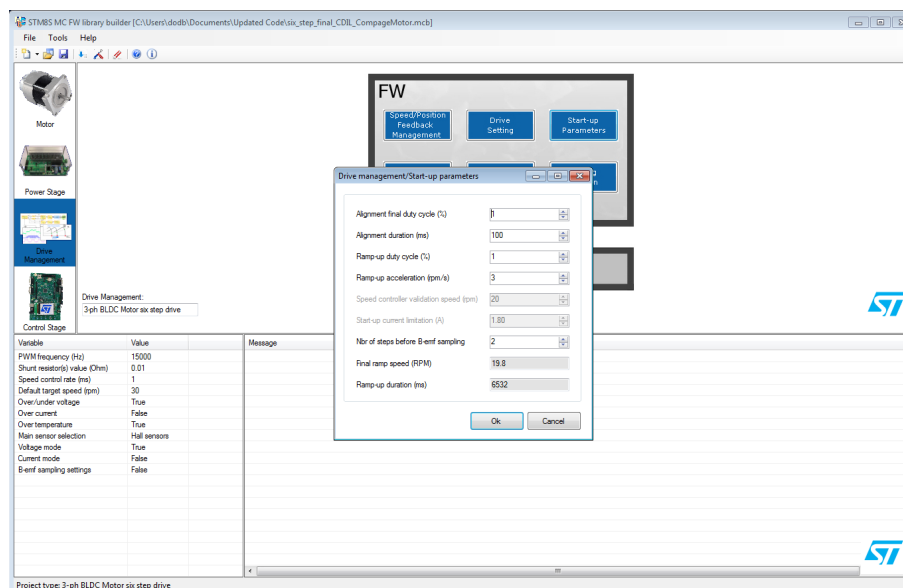 STM8S MC FW library builder [C:\Users\dodb\Documents\Updated Code\six_step_final_CDIL_CompageMotor.mcb]
File Tools Help
Motor
Power Stage
Drive
Management
Control Stage
FW
Speed/Position
Feedback
Management
Drive
Setting
Start-up
Parameters
Drive Management:
3-ph BLDC Motor six step drive
Drive management/Start-up parameters
Alignment final duty cycle (%) 1
Alignment duration (ms) 100
Ramp-up duty cycle (%) 1
Ramp-up acceleration (rpm/s) 3
Speed controller validation speed (rpm) 20
Start-up current limitation (A) 1.80
Nbr of steps before B-emf sampling 2
Final ramp speed (RPM) 19.8
Ramp-up duration (ms) 6532
Ok Cancel
Variable Value Message
PWM frequency (Hz) 15000
Shunt resistor(s) value (Ohm) 0.01
Speed control rate (ms) 1
Default target speed (rpm) 30
Over/under voltage True
Over current False
Over temperature True
Main sensor selection Hall sensors
Voltage mode True
Current mode False
B-emf sampling settings False
ST
ST
Project type: 3-ph BLDC Motor six step drive